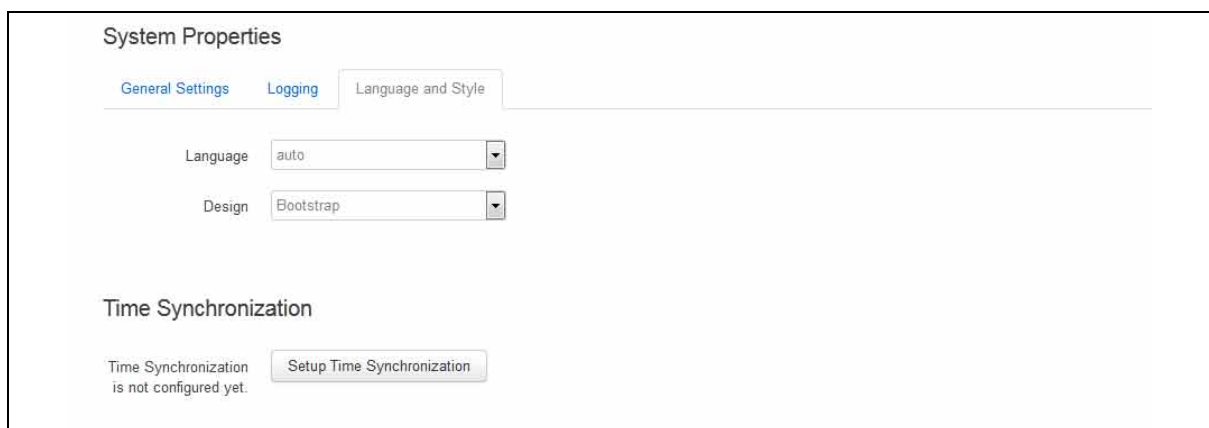 System Properties
General Settings Logging Language and Style
Language auto
Design Bootstrap
Time Synchronization
Time Synchronization
is not configured yet.
Setup Time Synchronization